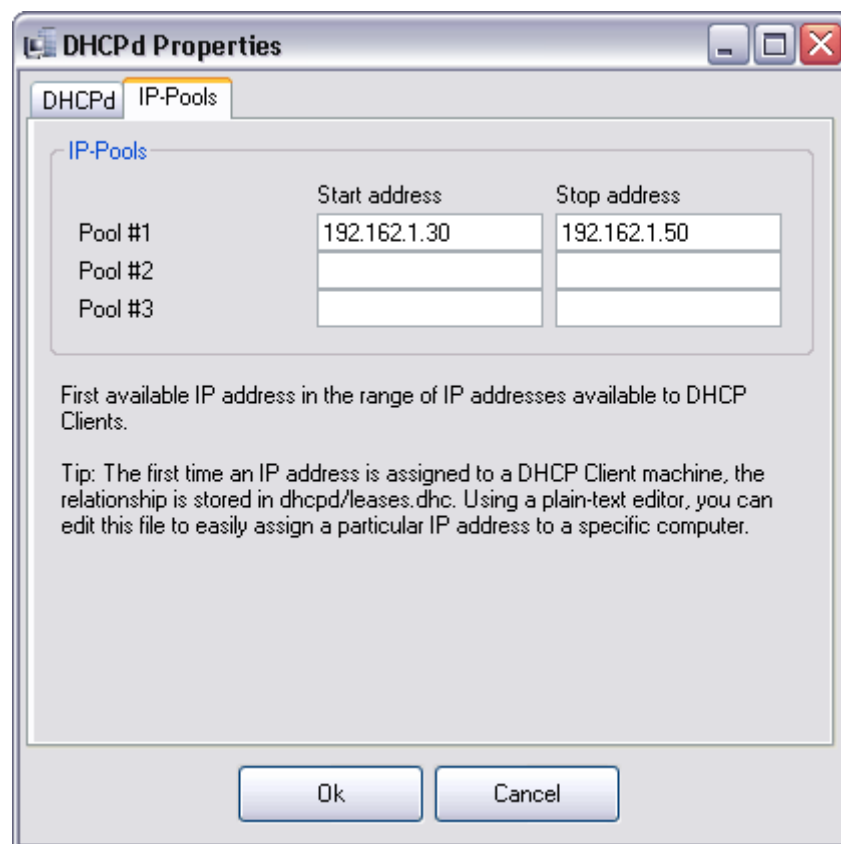 DHCPd Properties
DHCPd IP-Pools
IP-Pools
Start address Stop address
Pool #1 192.162.1.30 192.162.1.50
Pool #2
Pool #3
First available IP address in the range of IP addresses available to DHCP
Clients.
Tip: The first time an IP address is assigned to a DHCP Client machine, the
relationship is stored in dhcpd/leases.dhc. Using a plain-text editor, you can
edit this file to easily assign a particular IP address to a specific computer.
Ok Cancel